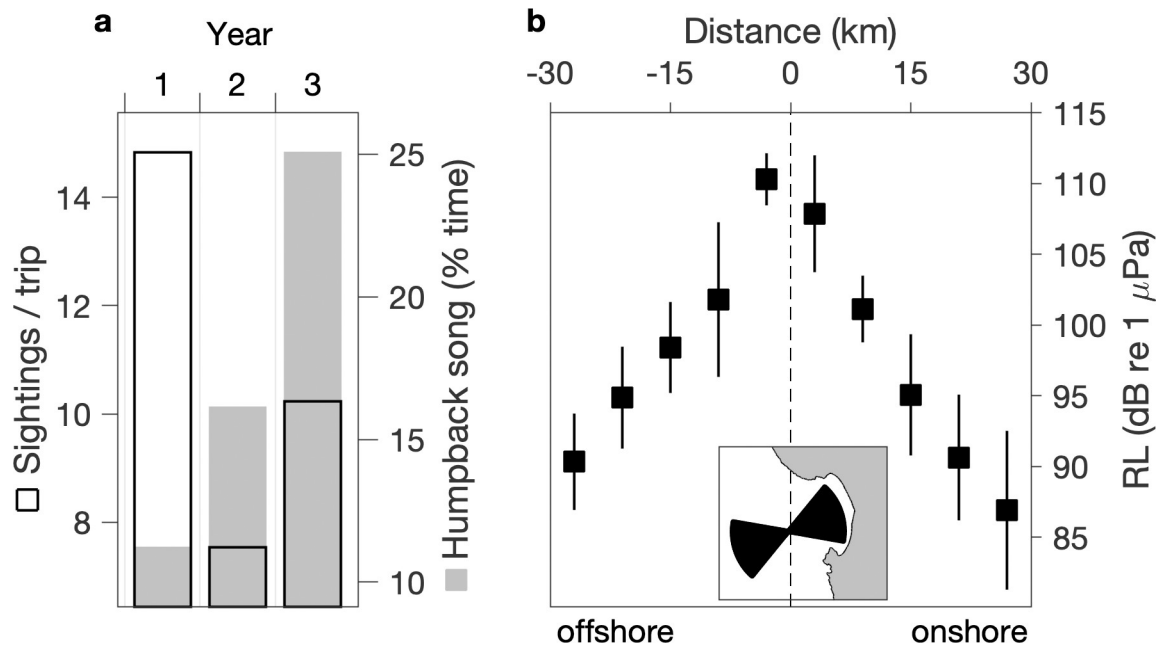 a
Year
1 2 3
14
12
10
8
Sightings / trip
25
20
15
10
Humpback song (% time)
b
Distance (km)
-30 -15 0 15 30
115
110
105
100
95
90
85
RL (dB re 1 μPa)
offshore onshore